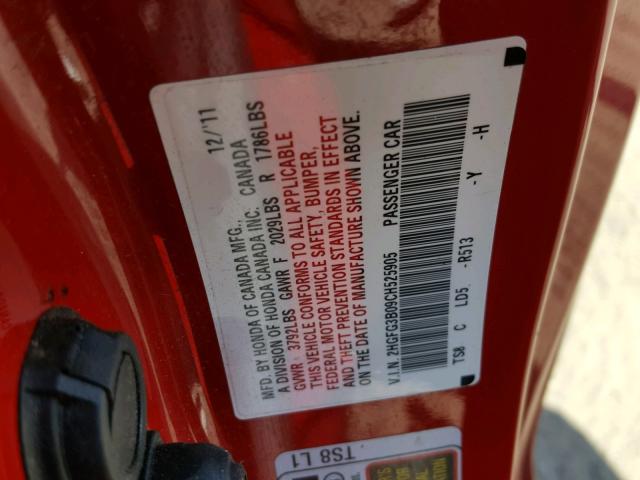 MFD. BY HONDA OF CANADA MFG., 12/'11
A DIVISION OF HONDA CANADA INC. CANADA
GVWR 3792LBS GAWR F 2029LBS R 1786LBS
THIS VEHICLE CONFORMS TO ALL APPLICABLE
FEDERAL MOTOR VEHICLE SAFETY, BUMPER,
AND THEFT PREVENTION STANDARDS IN EFFECT
ON THE DATE OF MANUFACTURE SHOWN ABOVE.
V.I.N. 2HGFG3B09CH525905 PASSENGER CAR
TS8 C LD5 -R513 -Y -H
TS8 L1